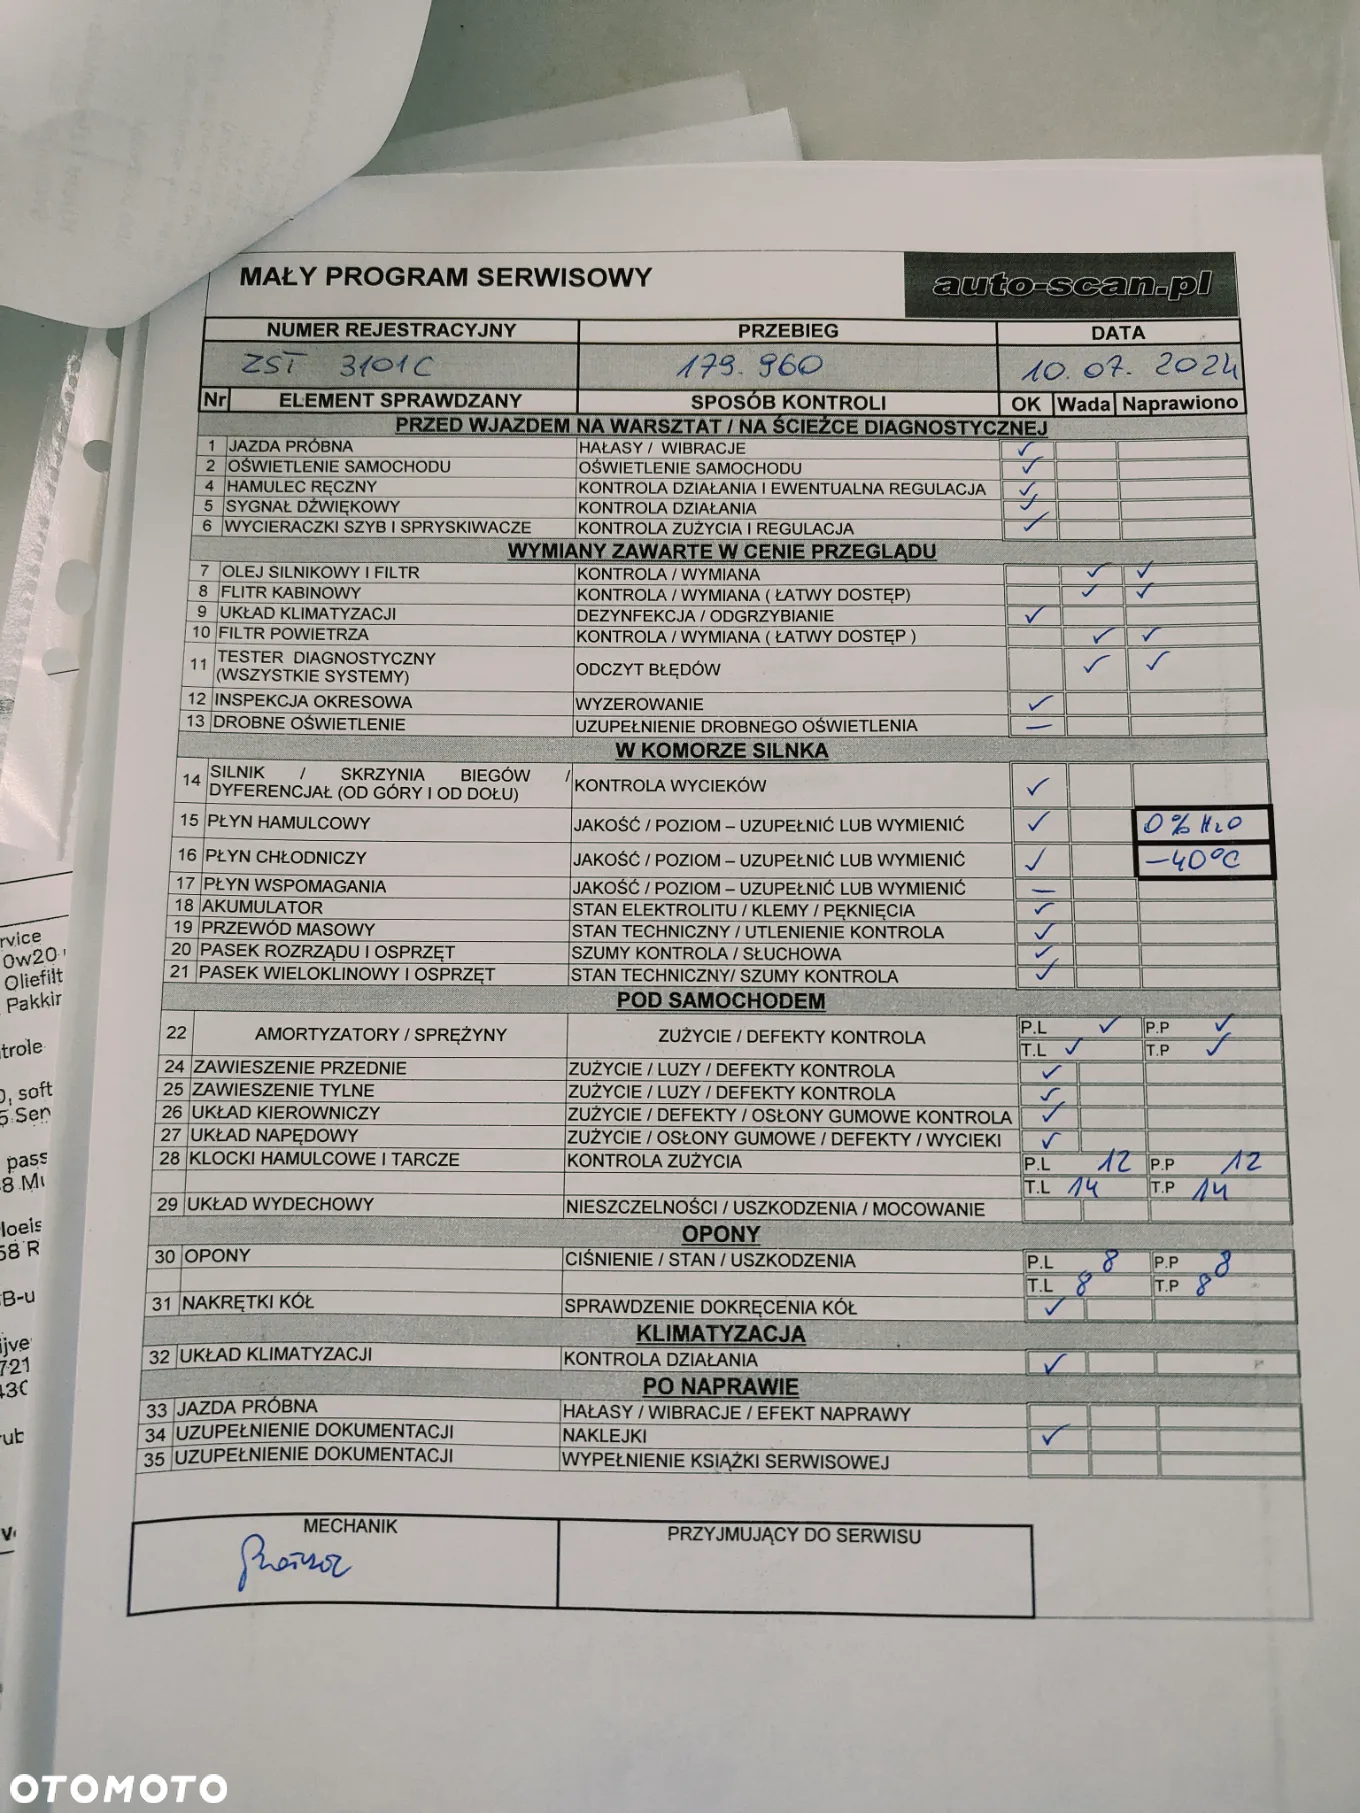 MAŁY PROGRAM SERWISOWY
auto-scan.pl
NUMER REJESTRACYJNY PRZEBIEG DATA
ZST 3101C 179.960 10.07.2024
Nr ELEMENT SPRAWDZANY SPOSÓB KONTROLI OK Wada Naprawiono
PRZED WJAZDEM NA WARSZTAT / NA ŚCIEŻCE DIAGNOSTYCZNEJ
1 JAZDA PRÓBNA HAŁASY / WIBRACJE ✓
2 OŚWIETLENIE SAMOCHODU OŚWIETLENIE SAMOCHODU ✓
4 HAMULEC RĘCZNY KONTROLA DZIAŁANIA I EWENTUALNA REGULACJA ✓
5 SYGNAŁ DŹWIĘKOWY KONTROLA DZIAŁANIA ✓
6 WYCIERACZKI SZYB I SPRYSKIWACZE KONTROLA ZUŻYCIA I REGULACJA ✓
WYMIANY ZAWARTE W CENIE PRZEGLĄDU
7 OLEJ SILNIKOWY I FILTR KONTROLA / WYMIANA ✓ ✓
8 FLITR KABINOWY KONTROLA / WYMIANA ( ŁATWY DOSTĘP) ✓ ✓
9 UKŁAD KLIMATYZACJI DEZYNFEKCJA / ODGRZYBIANIE ✓
10 FILTR POWIETRZA KONTROLA / WYMIANA ( ŁATWY DOSTĘP ) ✓ ✓
11 TESTER DIAGNOSTYCZNY
(WSZYSTKIE SYSTEMY) ODCZYT BŁĘDÓW ✓ ✓
12 INSPEKCJA OKRESOWA WYZEROWANIE ✓
13 DROBNE OŚWIETLENIE UZUPEŁNIENIE DROBNEGO OŚWIETLENIA —
W KOMORZE SILNKA
14 SILNIK / SKRZYNIA BIEGÓW /
DYFERENCJAŁ (OD GÓRY I OD DOŁU) KONTROLA WYCIEKÓW ✓
15 PŁYN HAMULCOWY JAKOŚĆ / POZIOM – UZUPEŁNIĆ LUB WYMIENIĆ ✓ 0% H2O
16 PŁYN CHŁODNICZY JAKOŚĆ / POZIOM – UZUPEŁNIĆ LUB WYMIENIĆ ✓ -40°C
17 PŁYN WSPOMAGANIA JAKOŚĆ / POZIOM – UZUPEŁNIĆ LUB WYMIENIĆ —
18 AKUMULATOR STAN ELEKTROLITU / KLEMY / PĘKNIĘCIA ✓
19 PRZEWÓD MASOWY STAN TECHNICZNY / UTLENIENIE KONTROLA ✓
20 PASEK ROZRZĄDU I OSPRZĘT SZUMY KONTROLA / SŁUCHOWA ✓
21 PASEK WIELOKLINOWY I OSPRZĘT STAN TECHNICZNY/ SZUMY KONTROLA ✓
POD SAMOCHODEM
22 AMORTYZATORY / SPRĘŻYNY ZUŻYCIE / DEFEKTY KONTROLA P.L ✓ P.P ✓
T.L ✓ T.P ✓
24 ZAWIESZENIE PRZEDNIE ZUŻYCIE / LUZY / DEFEKTY KONTROLA ✓
25 ZAWIESZENIE TYLNE ZUŻYCIE / LUZY / DEFEKTY KONTROLA ✓
26 UKŁAD KIEROWNICZY ZUŻYCIE / DEFEKTY / OSŁONY GUMOWE KONTROLA ✓
27 UKŁAD NAPĘDOWY ZUŻYCIE / OSŁONY GUMOWE / DEFEKTY / WYCIEKI ✓
28 KLOCKI HAMULCOWE I TARCZE KONTROLA ZUŻYCIA P.L 12 P.P 12
T.L 14 T.P 14
29 UKŁAD WYDECHOWY NIESZCZELNOŚCI / USZKODZENIA / MOCOWANIE
OPONY
30 OPONY CIŚNIENIE / STAN / USZKODZENIA P.L 8 P.P 8
T.L 8 T.P 8
31 NAKRĘTKI KÓŁ SPRAWDZENIE DOKRĘCENIA KÓŁ ✓
KLIMATYZACJA
32 UKŁAD KLIMATYZACJI KONTROLA DZIAŁANIA ✓
PO NAPRAWIE
33 JAZDA PRÓBNA HAŁASY / WIBRACJE / EFEKT NAPRAWY
34 UZUPEŁNIENIE DOKUMENTACJI NAKLEJKI ✓
35 UZUPEŁNIENIE DOKUMENTACJI WYPEŁNIENIE KSIĄŻKI SERWISOWEJ
MECHANIK PRZYJMUJĄCY DO SERWISU
rvice
0w20
Oliefilt
Pakkir
trole
0, soft
5 Serv
pass
loeis
58 R
B-u
721
OTOMOTO